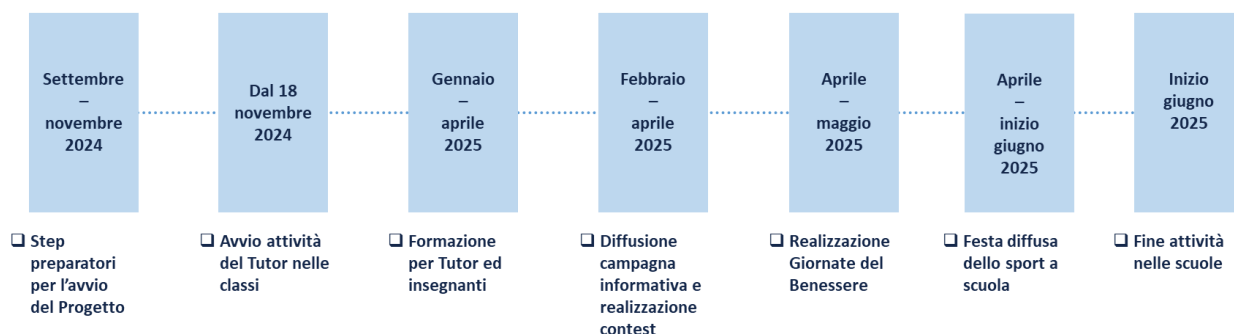 Settembre
–
novembre
2024
Dal 18
novembre
2024
Gennaio
–
aprile
2025
Febbraio
–
aprile
2025
Aprile
–
maggio
2025
Aprile
–
inizio
giugno
2025
Inizio
giugno
2025
❑ Step
preparatori
per l’avvio
del Progetto
❑ Avvio attività
del Tutor nelle
classi
❑ Formazione
per Tutor ed
insegnanti
❑ Diffusione
campagna
informativa e
realizzazione
contest
❑ Realizzazione
Giornate del
Benessere
❑ Festa diffusa
dello sport a
scuola
❑ Fine attività
nelle scuole